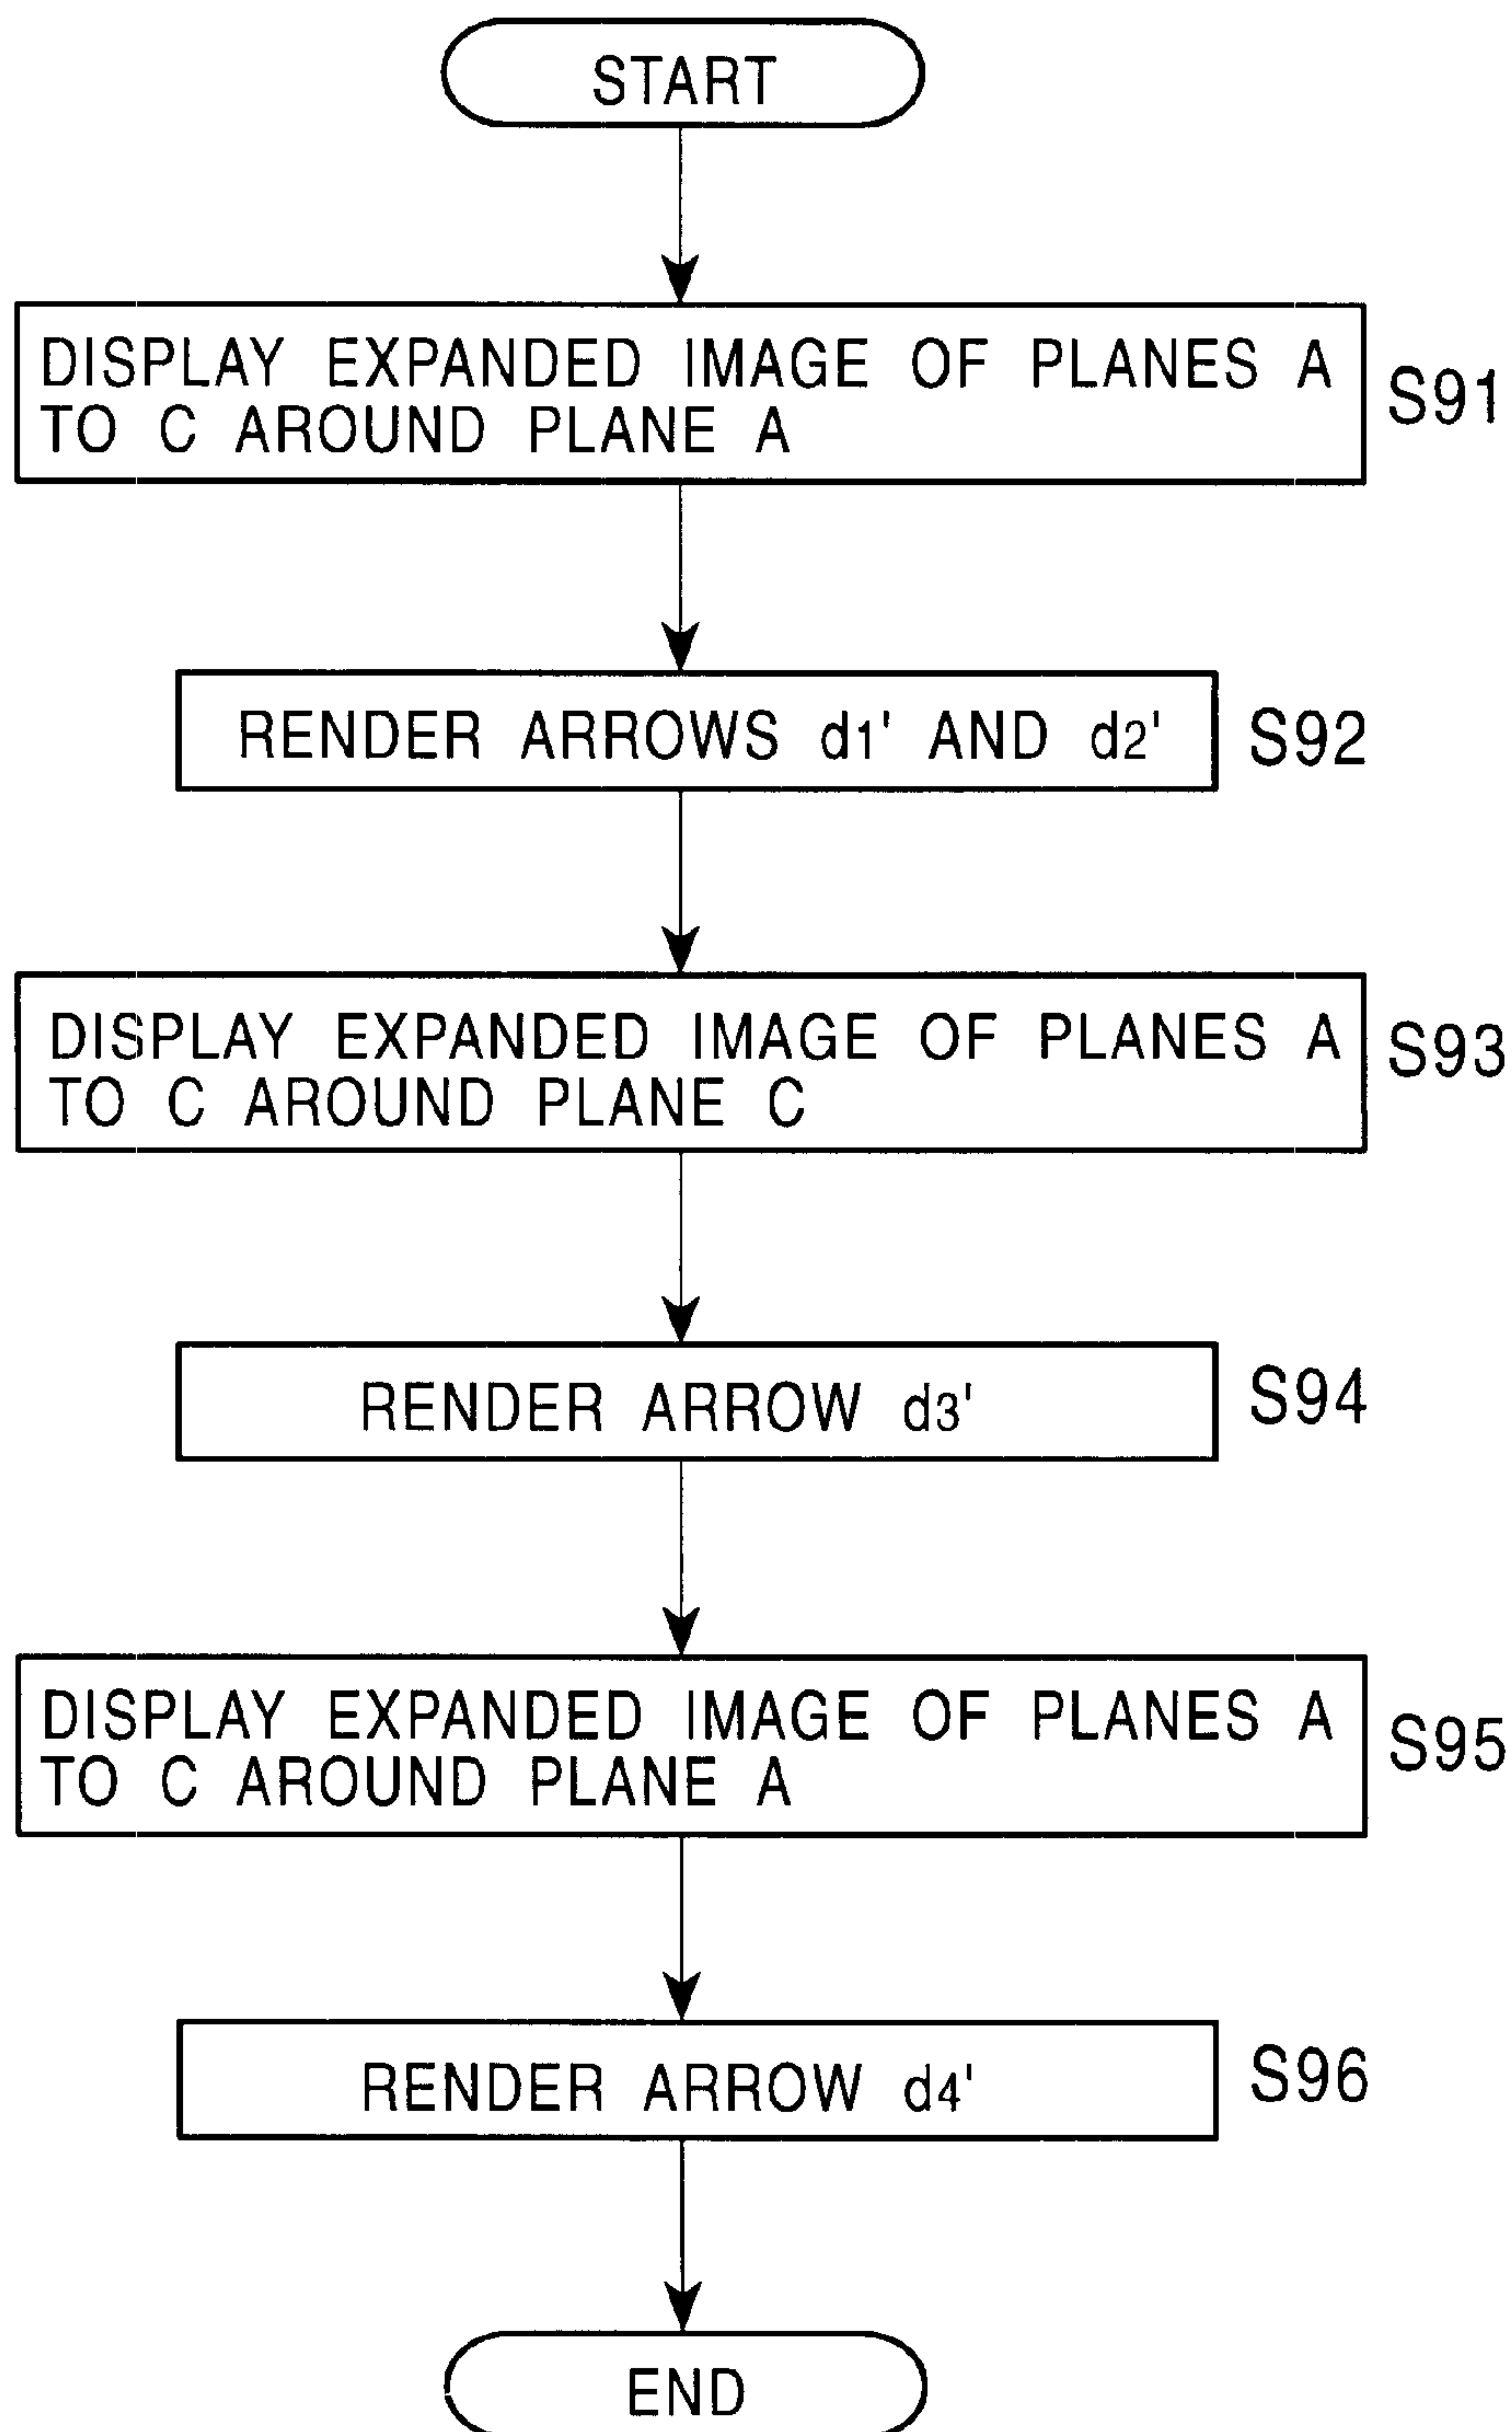 START
DISPLAY EXPANDED IMAGE OF PLANES A
TO C AROUND PLANE A
S91
RENDER ARROWS d1' AND d2'
S92
DISPLAY EXPANDED IMAGE OF PLANES A
TO C AROUND PLANE C
S93
RENDER ARROW d3'
S94
DISPLAY EXPANDED IMAGE OF PLANES A
TO C AROUND PLANE A
S95
RENDER ARROW d4'
S96
END